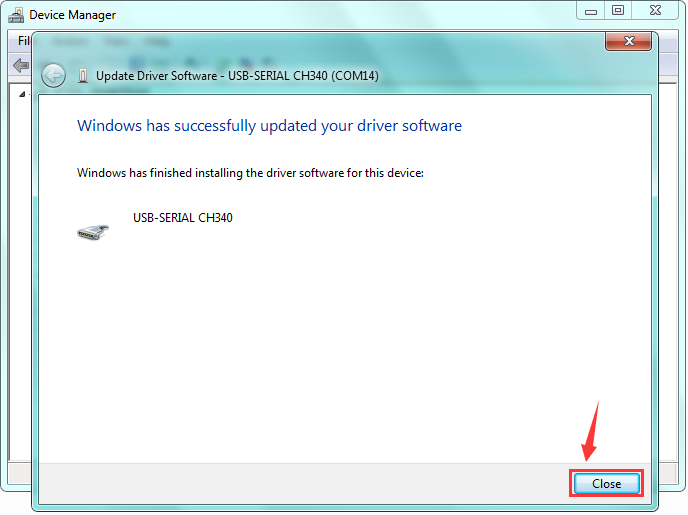 Device Manager
Update Driver Software - USB-SERIAL CH340 (COM14)
Windows has successfully updated your driver software
Windows has finished installing the driver software for this device:
USB-SERIAL CH340
Close